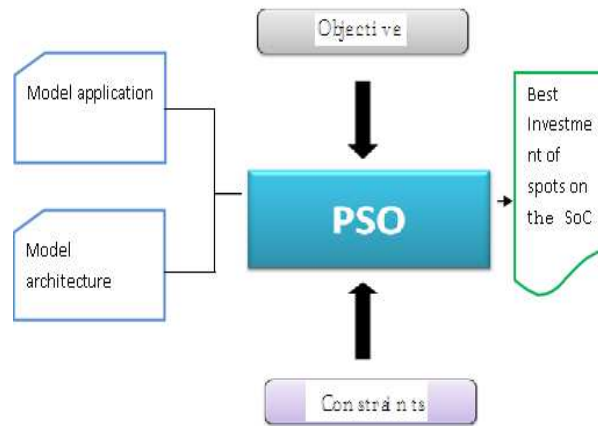 Objective
Model application
PSO
Model
architecture
Best
Investme
nt of
spots on
the SoC
Constraints